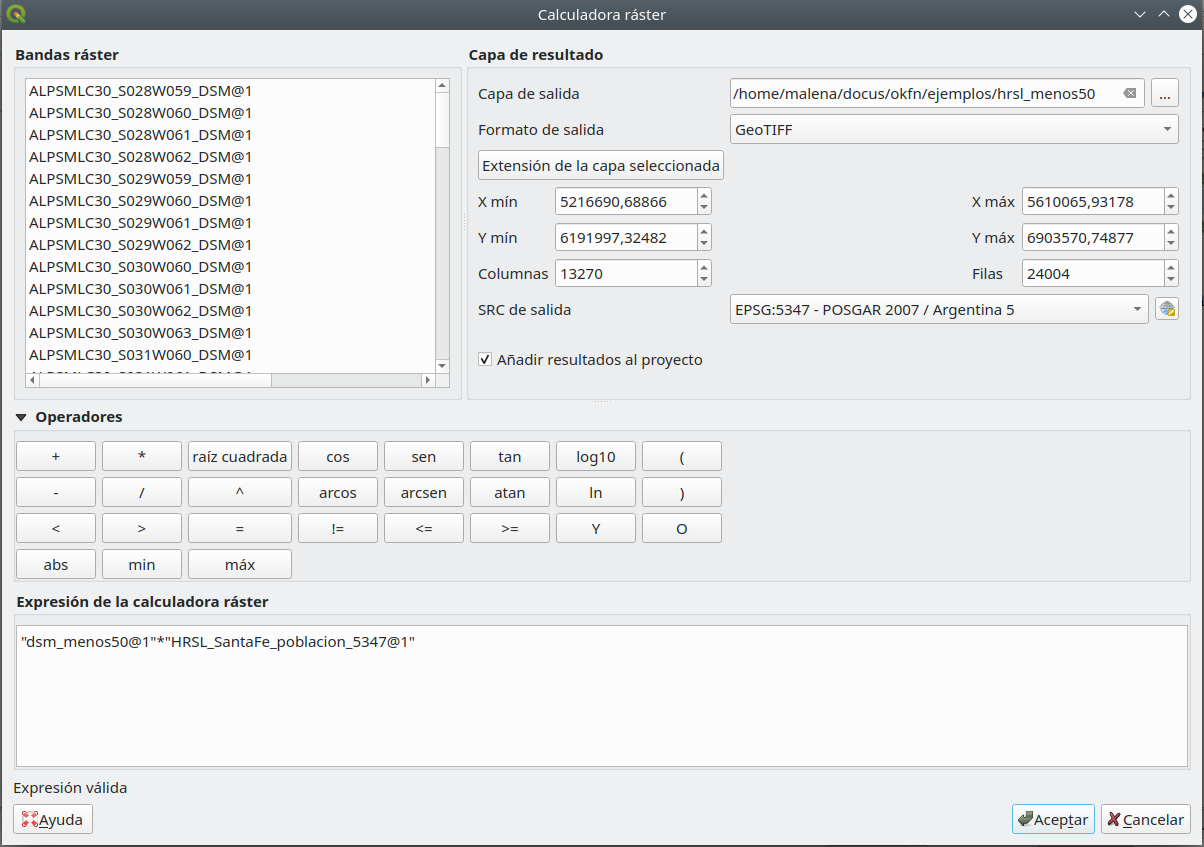 Calculadora ráster
Bandas ráster
ALPSMLC30_S028W059_DSM@1
ALPSMLC30_S028W060_DSM@1
ALPSMLC30_S028W061_DSM@1
ALPSMLC30_S028W062_DSM@1
ALPSMLC30_S029W059_DSM@1
ALPSMLC30_S029W060_DSM@1
ALPSMLC30_S029W061_DSM@1
ALPSMLC30_S029W062_DSM@1
ALPSMLC30_S030W060_DSM@1
ALPSMLC30_S030W061_DSM@1
ALPSMLC30_S030W062_DSM@1
ALPSMLC30_S030W063_DSM@1
ALPSMLC30_S031W060_DSM@1
Capa de resultado
Capa de salida /home/malena/docus/okfn/ejemplos/hrsl_menos50 ...
Formato de salida GeoTIFF
Extensión de la capa seleccionada
X mín 5216690,68866 X máx 5610065,93178
Y mín 6191997,32482 Y máx 6903570,74877
Columnas 13270 Filas 24004
SRC de salida EPSG:5347 - POSGAR 2007 / Argentina 5
Añadir resultados al proyecto
Operadores
+ * raíz cuadrada cos sen tan log10 (
- / ^ arcos arcsen atan ln )
< > = != <= >= Y O
abs min máx
Expresión de la calculadora ráster
"dsm_menos50@1"*"HRSL_SantaFe_poblacion_5347@1"
Expresión válida
Ayuda Aceptar Cancelar